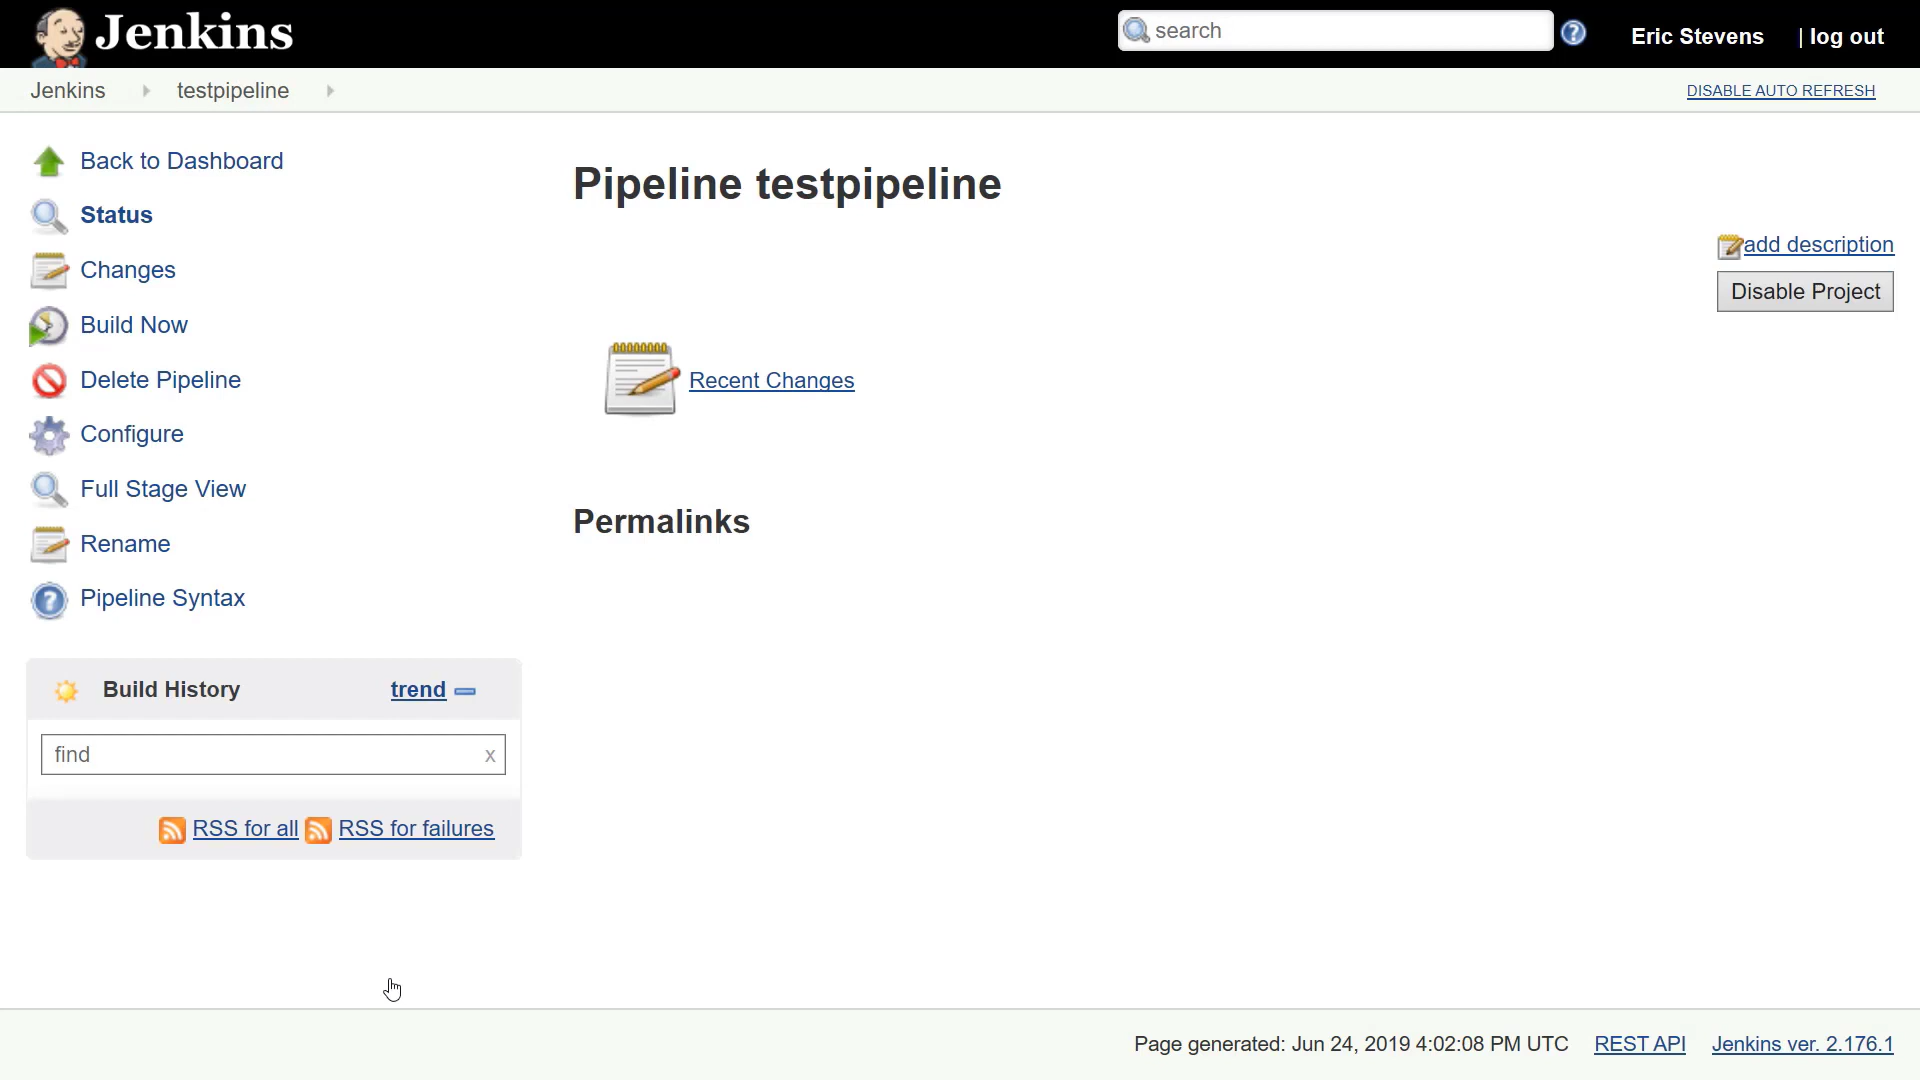 Jenkins
search
Eric Stevens
| log out
Jenkins
testpipeline
DISABLE AUTO REFRESH
Back to Dashboard
Status
Changes
Build Now
Delete Pipeline
Configure
Full Stage View
Rename
Pipeline Syntax
Build History
trend
find
x
RSS for all
RSS for failures
Pipeline testpipeline
add description
Disable Project
Recent Changes
Permalinks
Page generated: Jun 24, 2019 4:02:08 PM UTC
REST API
Jenkins ver. 2.176.1